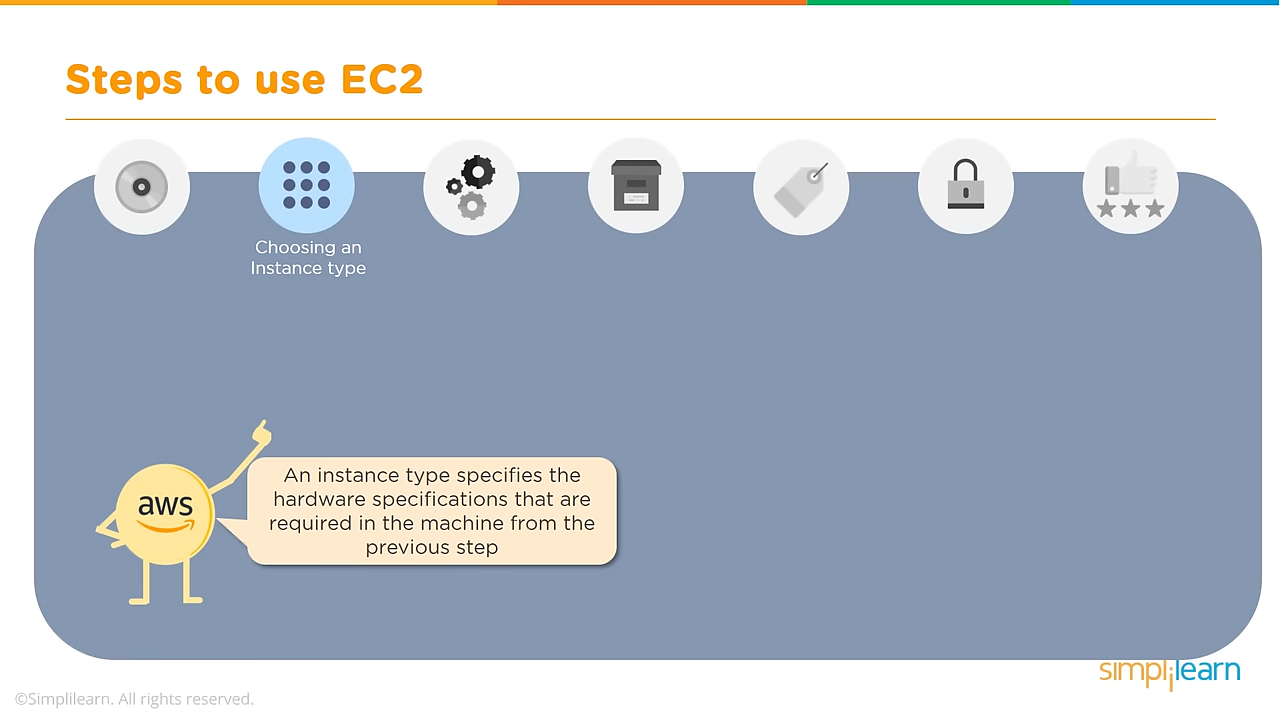 Steps to use EC2
Choosing an
Instance type
aws
An instance type specifies the
hardware specifications that are
required in the machine from the
previous step
simplilearn
©Simplilearn. All rights reserved.